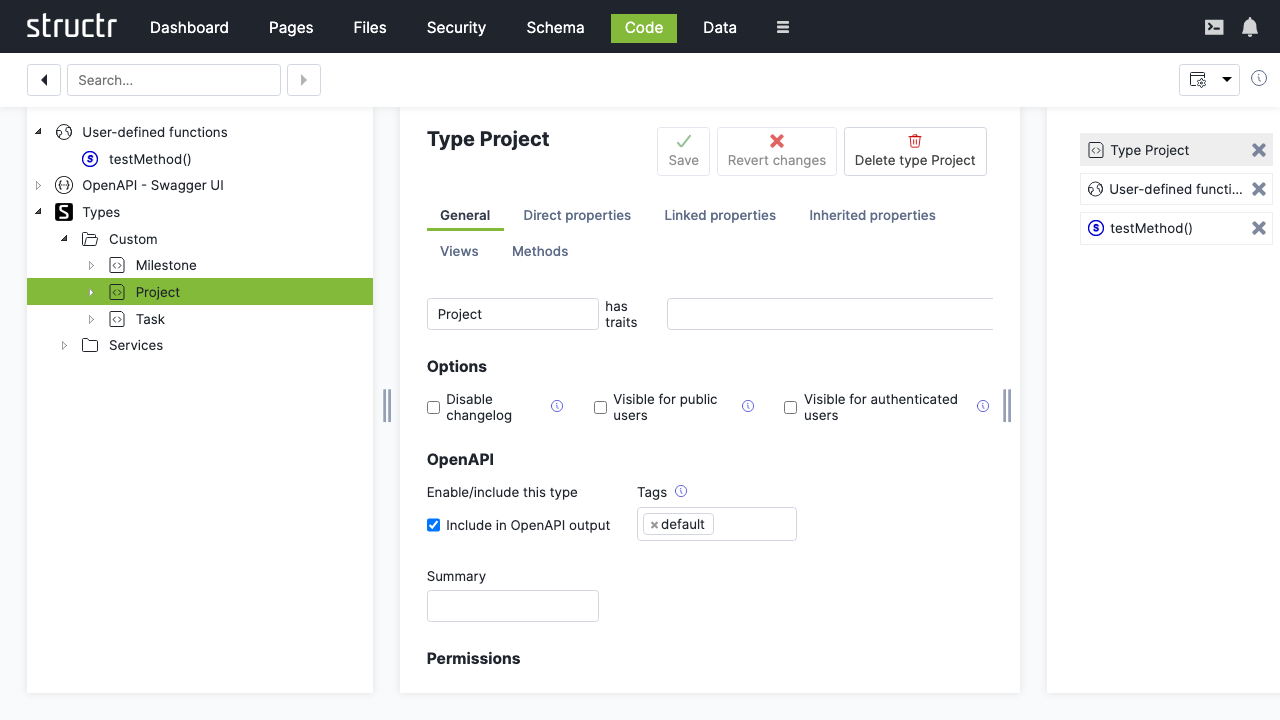 structr Dashboard Pages Files Security Schema Code Data
Search...
User-defined functions
testMethod()
OpenAPI - Swagger UI
Types
Custom
Milestone
Project
Task
Services
Type Project
Save
Revert changes
Delete type Project
General Direct properties Linked properties Inherited properties
Views Methods
Project
has
traits
Options
Disable
changelog
Visible for public
users
Visible for authenticated
users
OpenAPI
Enable/include this type
Include in OpenAPI output
Tags
default
Summary
Permissions
Type Project
User-defined functi...
testMethod()